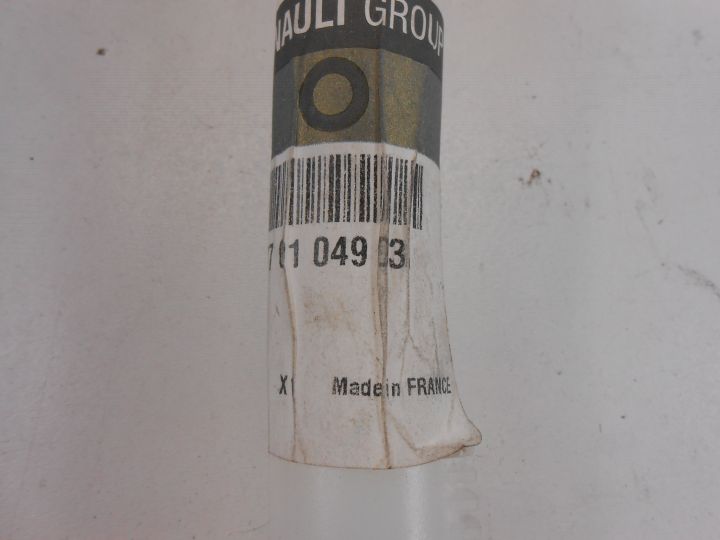 NAULT GROUP
7 01 049 03
X1 Made in FRANCE